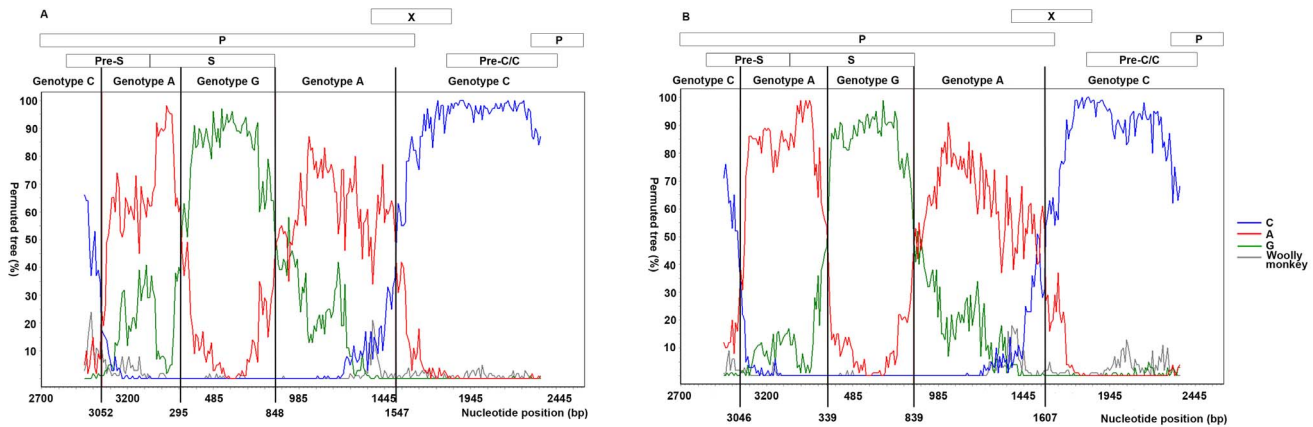 A
X
P
P
Pre-S
S
Pre-C/C
Genotype C
Genotype A
Genotype G
Genotype A
Genotype C
100
90
80
70
60
50
40
30
20
10
Permuted tree (%)
2700
3200
485
985
1445
1945
2445
3052
295
848
1547
Nucleotide position (bp)
B
X
P
P
Pre-S
S
Pre-C/C
Genotype C
Genotype A
Genotype G
Genotype A
Genotype C
100
90
80
70
60
50
40
30
20
10
Permuted tree (%)
2700
3200
485
985
1445
1945
2445
3046
339
839
1607
Nucleotide position (bp)
C
A
G
Woolly
monkey